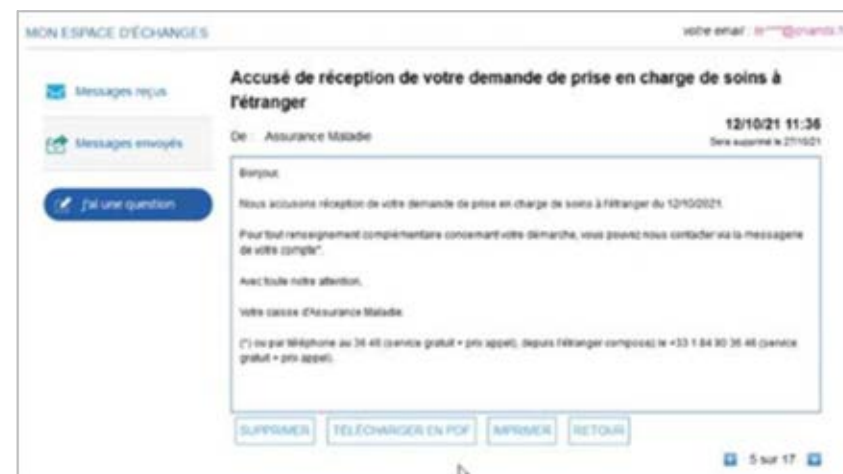 MON ESPACE D'ÉCHANGES
votre email :
Messages reçus
Messages envoyés
J'ai une question
Accusé de réception de votre demande de prise en charge de soins à
l'étranger
12/10/21 11:36
De : Assurance Maladie
Sera supprimé le 27/10/21
Bonjour,
Nous accusons réception de votre demande de prise en charge de soins à l'étranger du 12/10/2021.
Pour tout renseignement complémentaire concernant votre démarche, vous pouvez nous contacter via la messagerie
de votre compte*.
Avec toute notre attention,
Votre caisse d'Assurance Maladie.
(*) ou par téléphone au 36 46 (service gratuit + prix appel), depuis l'étranger composez le +33 1 84 90 36 46 (service
gratuit + prix appel).
SUPPRIMER
TÉLÉCHARGER EN PDF
IMPRIMER
RETOUR
5 sur 17